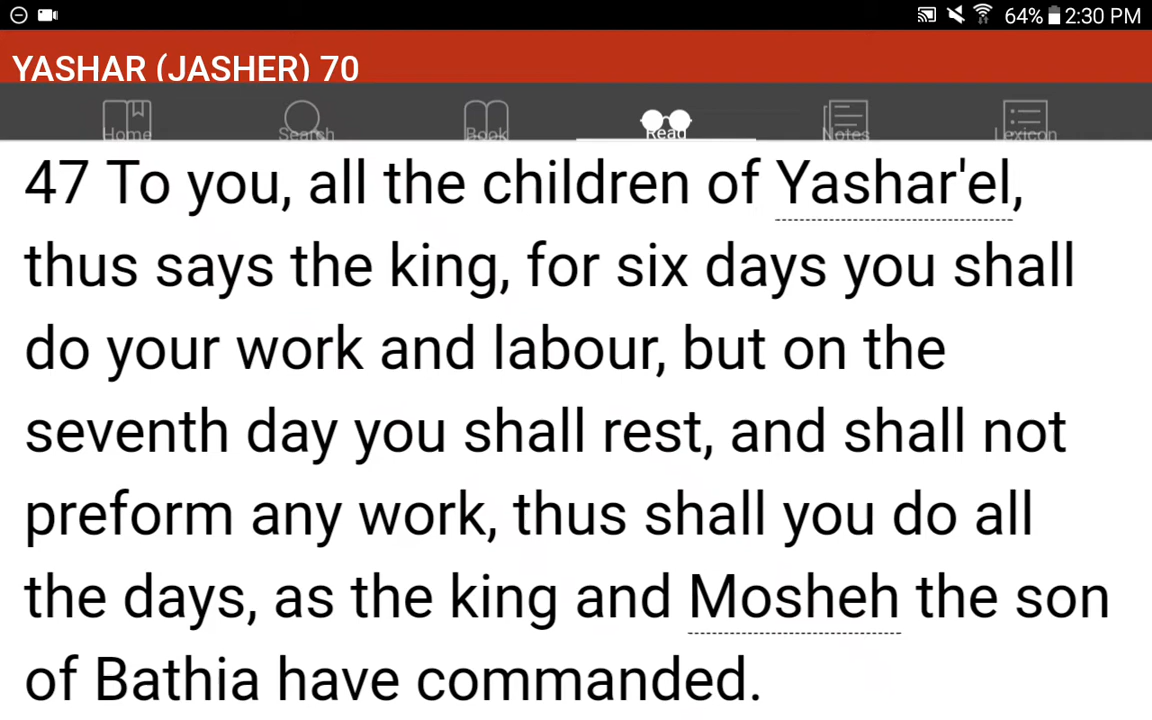 64% 2:30 PM
YASHAR (JASHER) 70
Home Search Book Read Notes Lexicon
47 To you, all the children of Yashar'el,
thus says the king, for six days you shall
do your work and labour, but on the
seventh day you shall rest, and shall not
preform any work, thus shall you do all
the days, as the king and Mosheh the son
of Bathia have commanded.